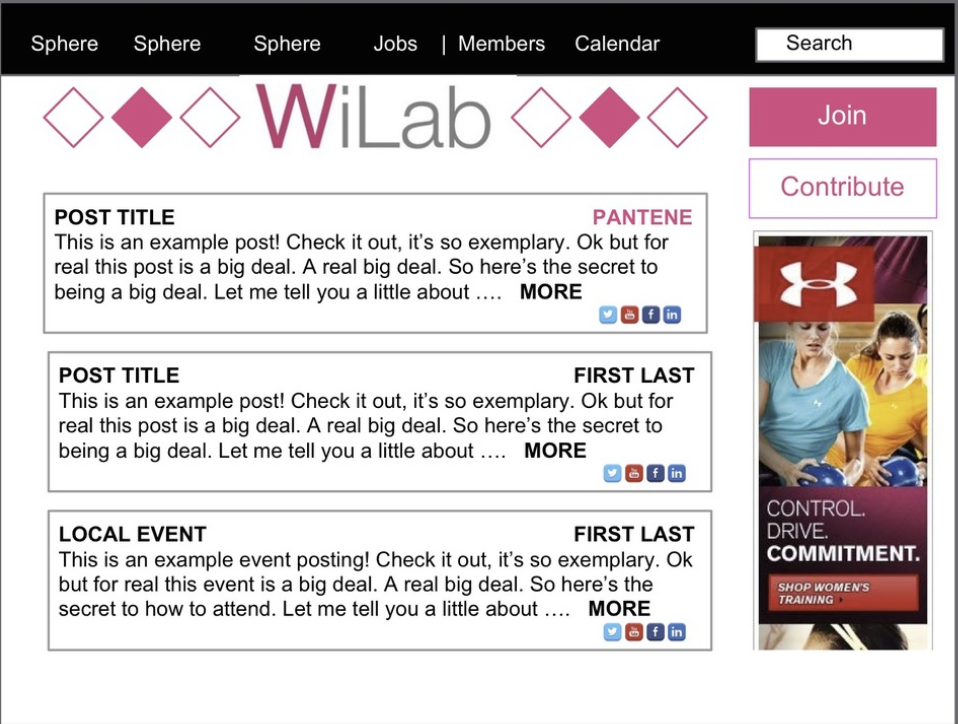 Sphere Sphere Sphere Jobs | Members Calendar Search
WiLab
Join
Contribute
POST TITLE PANTENE
This is an example post! Check it out, it’s so exemplary. Ok but for
real this post is a big deal. A real big deal. So here’s the secret to
being a big deal. Let me tell you a little about …. MORE
POST TITLE FIRST LAST
This is an example post! Check it out, it’s so exemplary. Ok but for
real this post is a big deal. A real big deal. So here’s the secret to
being a big deal. Let me tell you a little about …. MORE
LOCAL EVENT FIRST LAST
This is an example event posting! Check it out, it’s so exemplary. Ok
but for real this event is a big deal. A real big deal. So here’s the
secret to how to attend. Let me tell you a little about …. MORE
CONTROL.
DRIVE.
COMMITMENT.
SHOP WOMEN'S
TRAINING